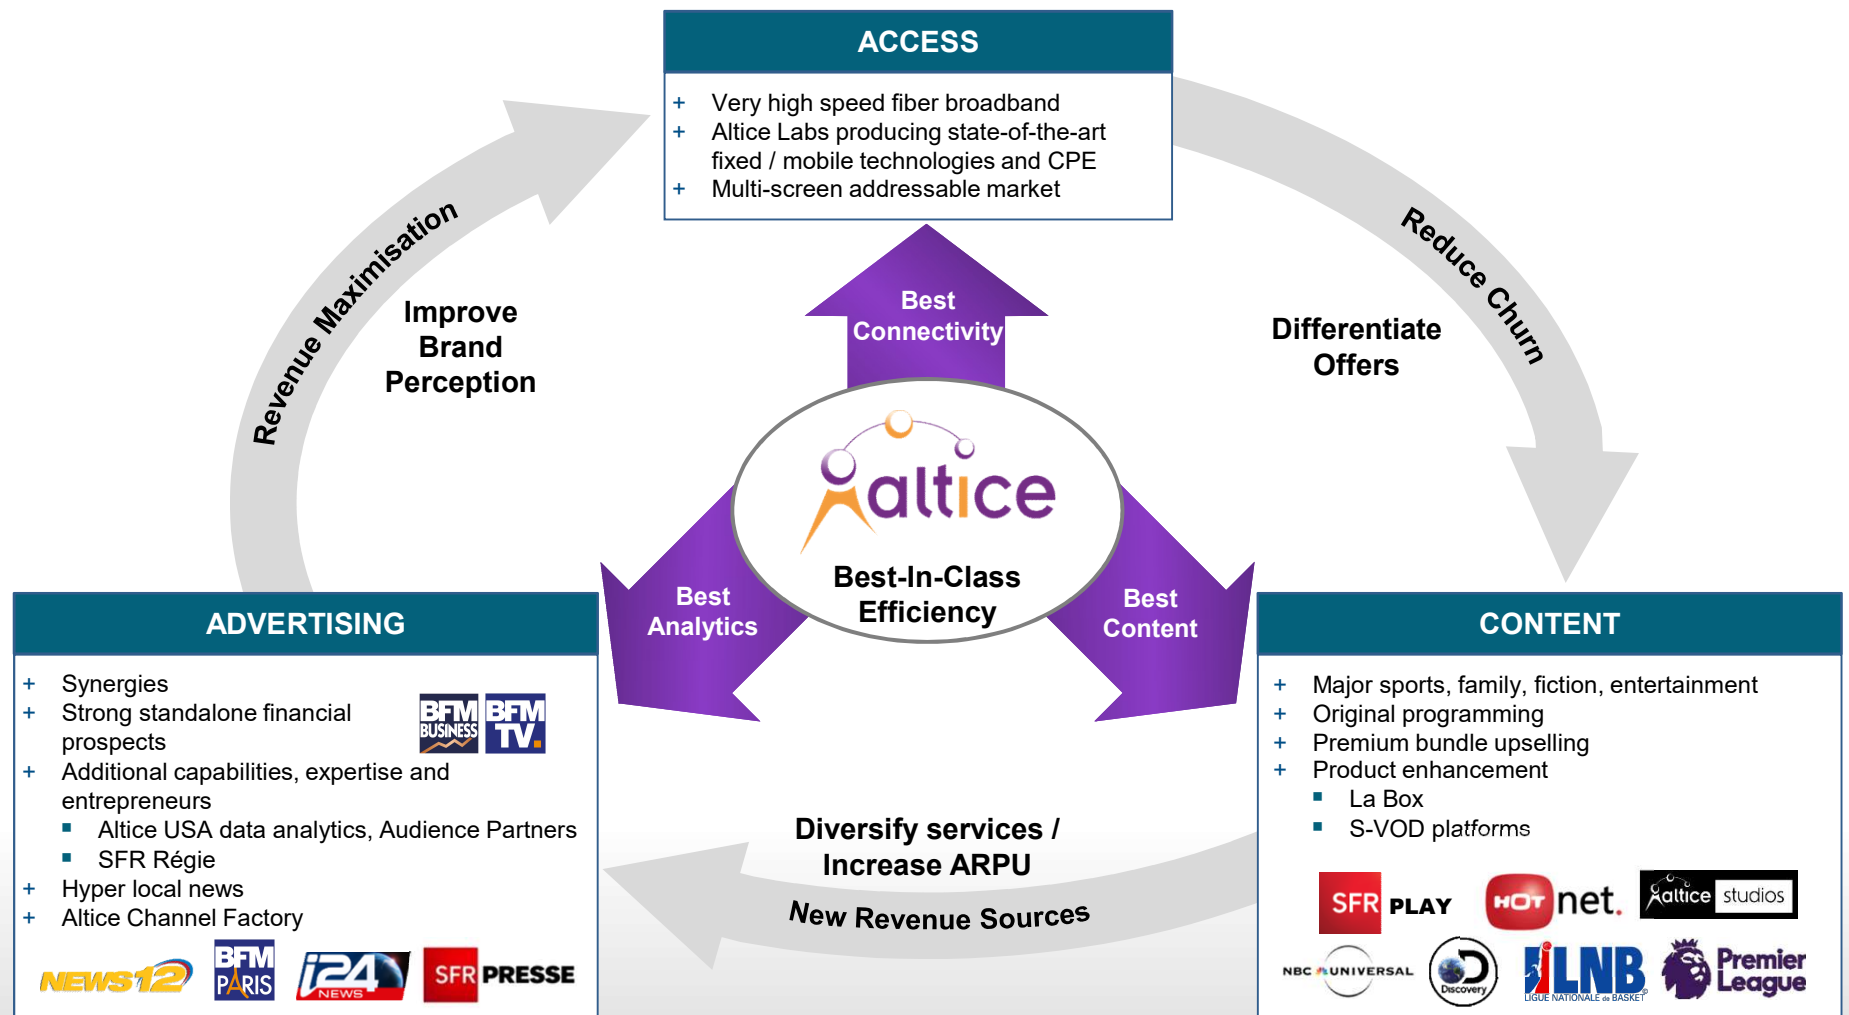 ACCESS
+ Very high speed fiber broadband
+ Altice Labs producing state-of-the-art
fixed / mobile technologies and CPE
+ Multi-screen addressable market
Revenue Maximisation
Improve
Brand
Perception
Best
Connectivity
Reduce Churn
Differentiate
Offers
altice
Best-In-Class
Efficiency
Best
Analytics
Best
Content
ADVERTISING
+ Synergies
+ Strong standalone financial
prospects
BFM
BUSINESS
BFM
TV.
+ Additional capabilities, expertise and
entrepreneurs
▪ Altice USA data analytics, Audience Partners
▪ SFR Régie
+ Hyper local news
+ Altice Channel Factory
NEWS12
BFM
PARIS
i24
NEWS
SFR PRESSE
Diversify services /
Increase ARPU
New Revenue Sources
CONTENT
+ Major sports, family, fiction, entertainment
+ Original programming
+ Premium bundle upselling
+ Product enhancement
▪ La Box
▪ S-VOD platforms
SFR PLAY
HOT net.
altice studios
NBC UNIVERSAL
D
Discovery
LNB
LIGUE NATIONALE de BASKET
Premier
League